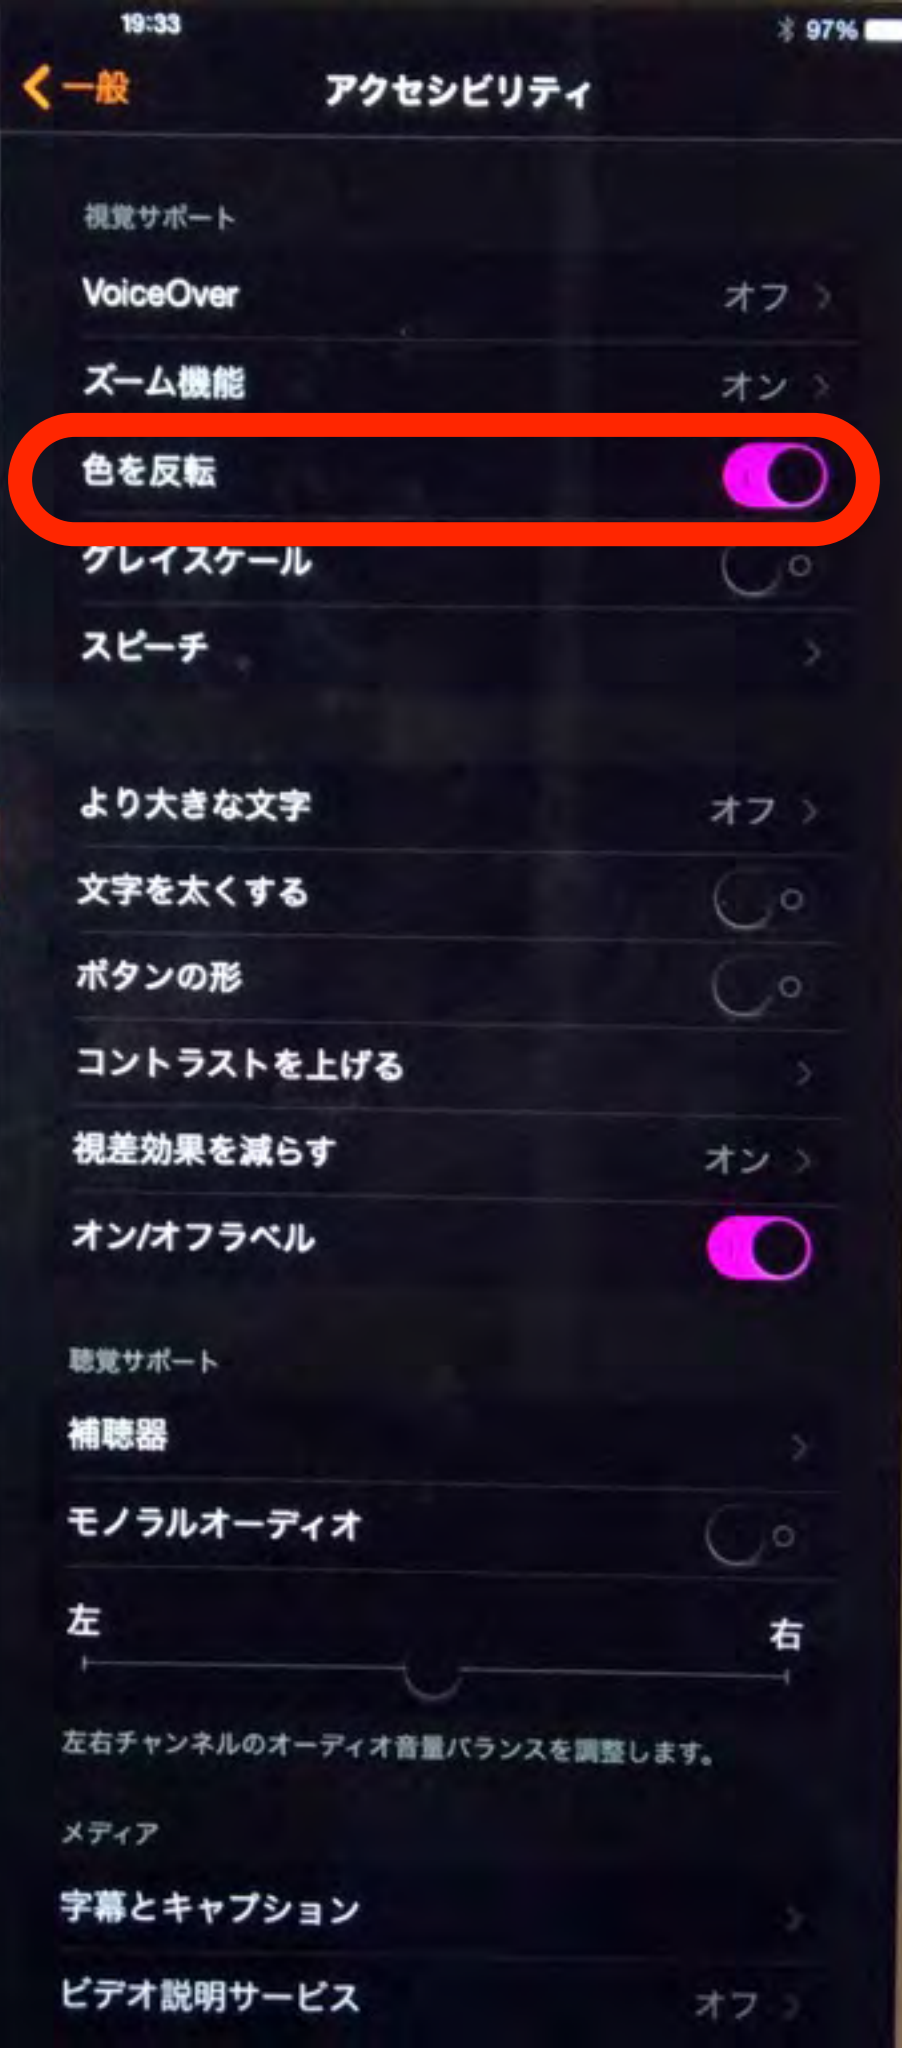 19:33
97%
一般
アクセシビリティ
視覚サポート
VoiceOver オフ
ズーム機能 オン
色を反転
グレイスケール
スピーチ
より大きな文字 オフ
文字を太くする
ボタンの形
コントラストを上げる
視差効果を減らす オン
オン/オフラベル
聴覚サポート
補聴器
モノラルオーディオ
左 右
左右チャンネルのオーディオ音量バランスを調整します。
メディア
字幕とキャプション
ビデオ説明サービス オフ